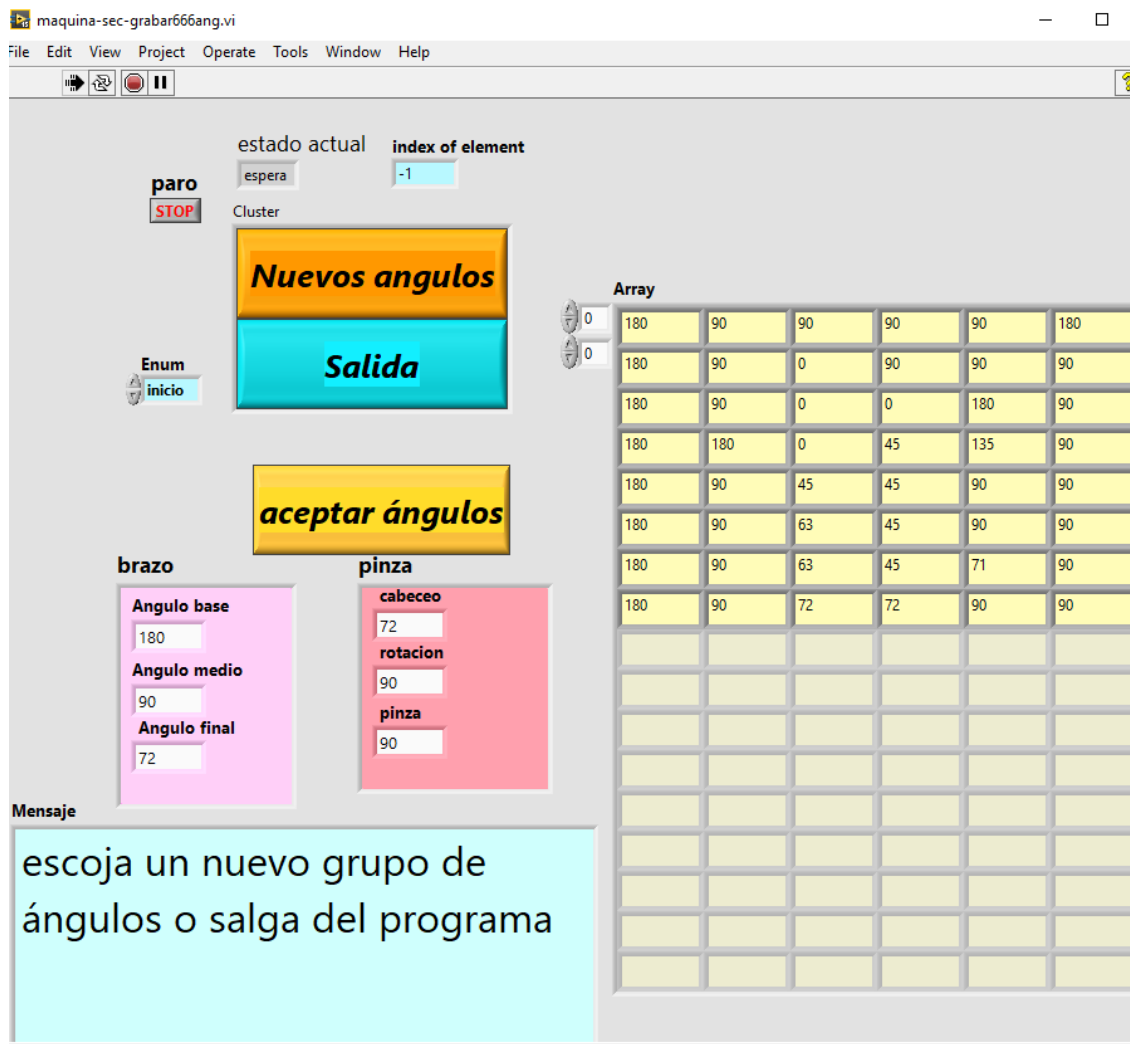 maquina-sec-grabar666ang.vi
File Edit View Project Operate Tools Window Help
estado actual
index of element
espera
-1
paro
STOP
Cluster
Nuevos angulos
Salida
Enum
inicio
aceptar ángulos
brazo
Angulo base
180
Angulo medio
90
Angulo final
72
pinza
cabeceo
72
rotacion
90
pinza
90
Array
0
0
180 90 90 90 90 180
180 90 0 90 90 90
180 90 0 0 180 90
180 180 0 45 135 90
180 90 45 45 90 90
180 90 63 45 90 90
180 90 63 45 71 90
180 90 72 72 90 90
Mensaje
escoja un nuevo grupo de
ángulos o salga del programa